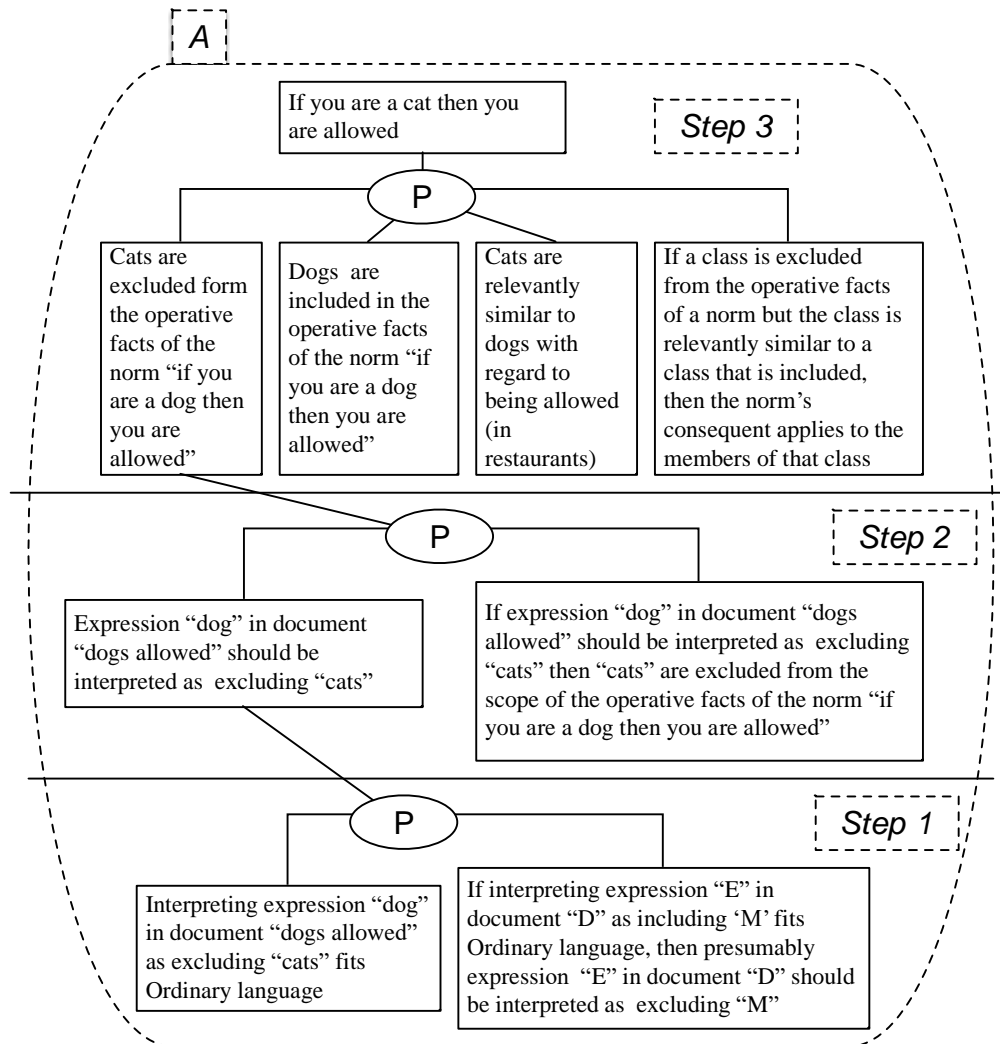 A
If you are a cat then you
are allowed
Step 3
P
Cats are
excluded form
the operative
facts of the
norm “if you
are a dog then
you are
allowed”
Dogs are
included in the
operative facts
of the norm “if
you are a dog
then you are
allowed”
Cats are
relevantly
similar to
dogs with
regard to
being allowed
(in
restaurants)
If a class is excluded
from the operative facts
of a norm but the class is
relevantly similar to a
class that is included,
then the norm’s
consequent applies to the
members of that class
P
Step 2
Expression “dog” in document
“dogs allowed” should be
interpreted as excluding “cats”
If expression “dog” in document “dogs
allowed” should be interpreted as excluding
“cats” then “cats” are excluded from the
scope of the operative facts of the norm “if
you are a dog then you are allowed”
P
Step 1
Interpreting expression “dog”
in document “dogs allowed”
as excluding “cats” fits
Ordinary language
If interpreting expression “E” in
document “D” as including ‘M’ fits
Ordinary language, then presumably
expression “E” in document “D” should
be interpreted as excluding “M”